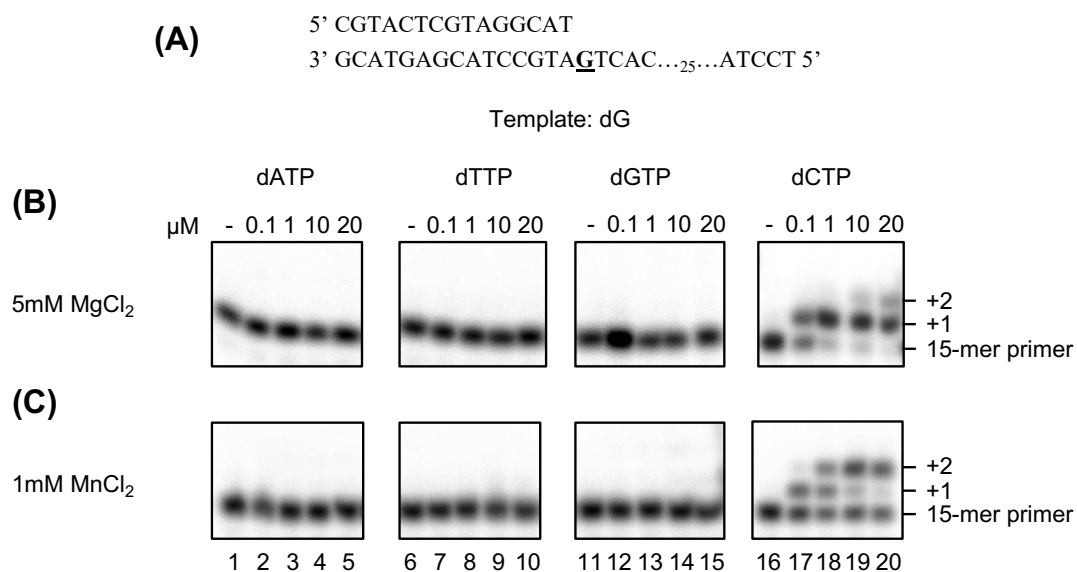 (A)
5' CGTACTCGTAGGCAT
3' GCATGAGCATCCGTAGTCAC…25…ATCCT 5'
Template: dG
dATP dTTP dGTP dCTP
(B)
µM - 0.1 1 10 20 - 0.1 1 10 20 - 0.1 1 10 20 - 0.1 1 10 20
5mM MgCl2
+2
+1
15-mer primer
(C)
1mM MnCl2
+2
+1
15-mer primer
1 2 3 4 5 6 7 8 9 10 11 12 13 14 15 16 17 18 19 20